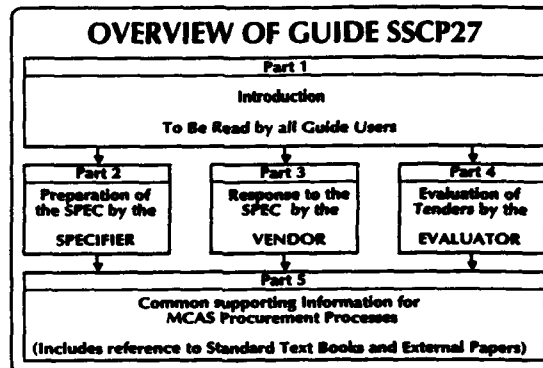 OVERVIEW OF GUIDE SSCP27
Part 1
Introduction
To Be Read by all Guide Users
Part 2
Preparation of
the SPEC by the
SPECIFIER
Part 3
Response to the
SPEC by the
VENDOR
Part 4
Evaluation of
Tenders by the
EVALUATOR
Part 5
Common supporting Information for
MCAS Procurement Processes
(Includes reference to Standard Text Books and External Papers)